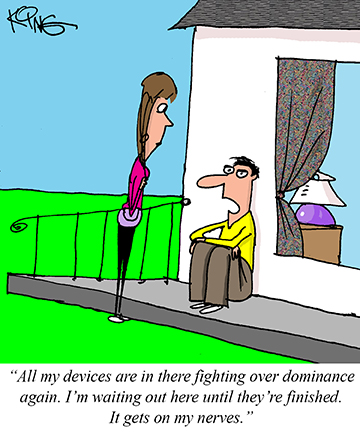 KING
“All my devices are in there fighting over dominance
again. I’m waiting out here until they’re finished.
It gets on my nerves.”